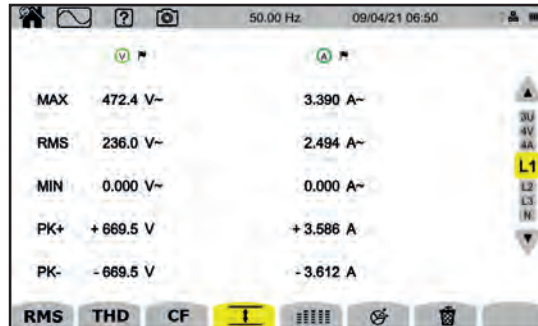 ? 50.00 Hz 09/04/21 06:50
V A
MAX 472.4 V~ 3.390 A~
RMS 236.0 V~ 2.494 A~
MIN 0.000 V~ 0.000 A~
PK+ + 669.5 V + 3.586 A
PK- - 669.5 V - 3.612 A
3U
4V
4A
L1
L2
L3
N
RMS THD CF